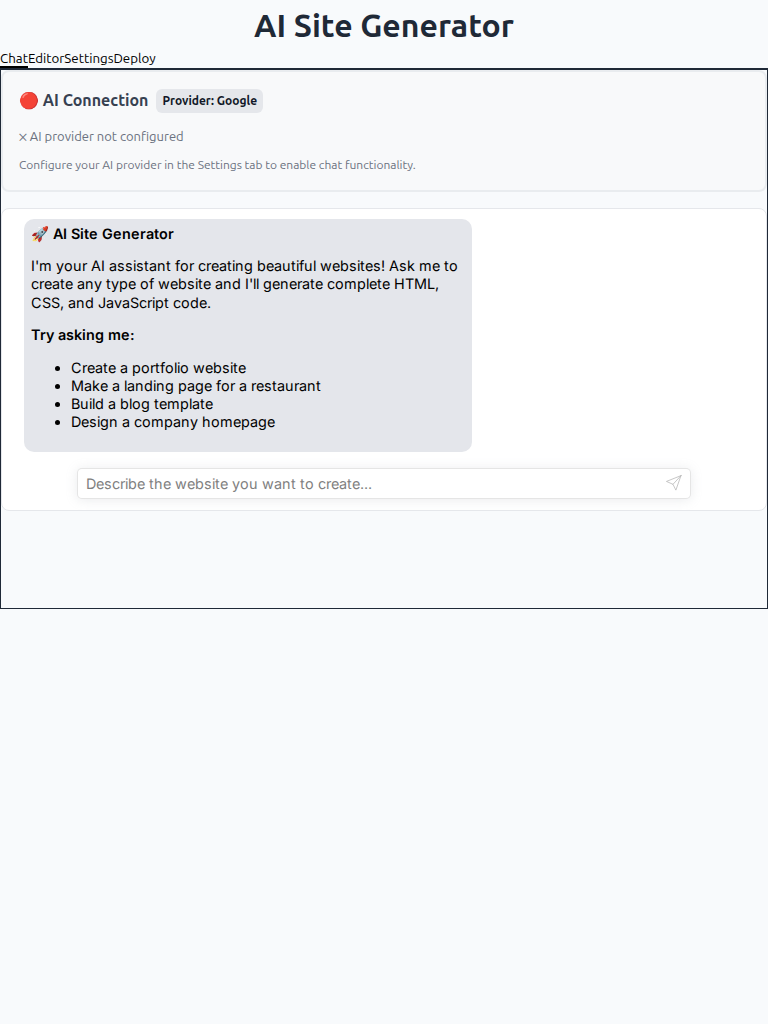 AI Site Generator
ChatEditorSettingsDeploy
🔴 AI Connection Provider: Google
× AI provider not configured
Configure your AI provider in the Settings tab to enable chat functionality.
🚀 AI Site Generator
I'm your AI assistant for creating beautiful websites! Ask me to
create any type of website and I'll generate complete HTML,
CSS, and JavaScript code.
Try asking me:
• Create a portfolio website
• Make a landing page for a restaurant
• Build a blog template
• Design a company homepage
Describe the website you want to create...